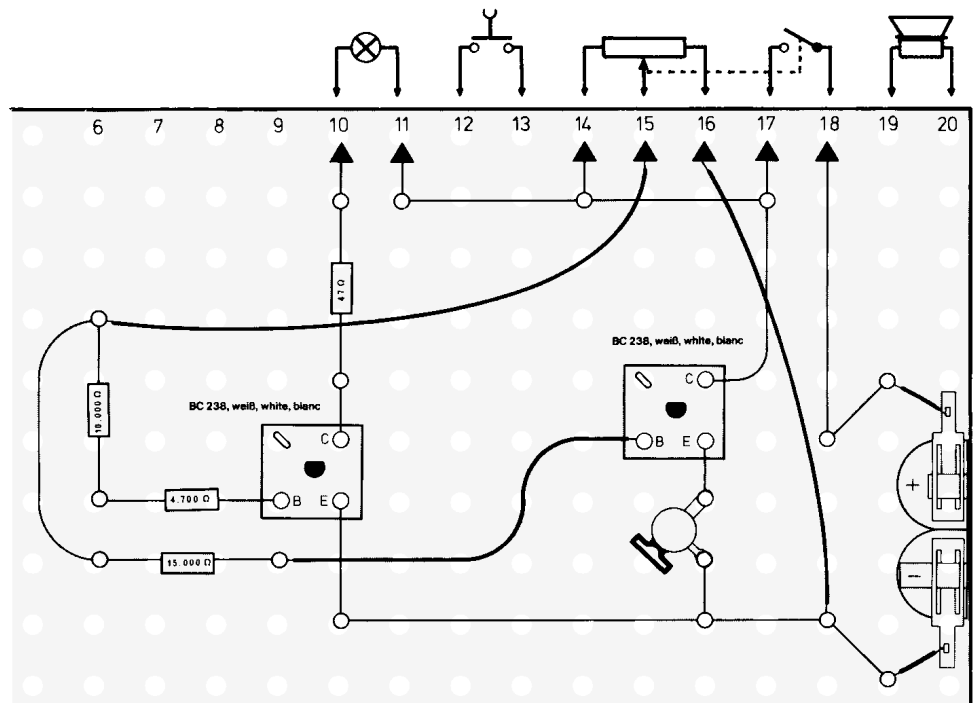 6 7 8 9 10 11 12 13 14 15 16 17 18 19 20
47 Ω
BC 238, weiß, white, blanc
C
B E
10.000 Ω
BC 238, weiß, white, blanc
C
4.700 Ω
B E
15.000 Ω
+
−